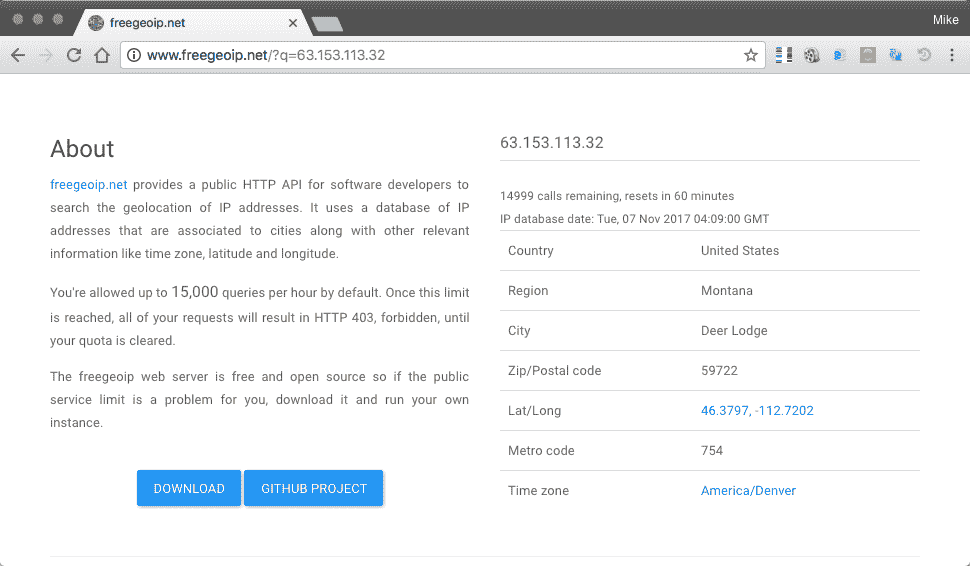 freegeoip.net
Mike
www.freegeoip.net/?q=63.153.113.32
About
freegeoip.net provides a public HTTP API for software developers to
search the geolocation of IP addresses. It uses a database of IP
addresses that are associated to cities along with other relevant
information like time zone, latitude and longitude.
You're allowed up to 15,000 queries per hour by default. Once this limit
is reached, all of your requests will result in HTTP 403, forbidden, until
your quota is cleared.
The freegeoip web server is free and open source so if the public
service limit is a problem for you, download it and run your own
instance.
DOWNLOAD
GITHUB PROJECT
63.153.113.32
14999 calls remaining, resets in 60 minutes
IP database date: Tue, 07 Nov 2017 04:09:00 GMT
Country United States
Region Montana
City Deer Lodge
Zip/Postal code 59722
Lat/Long 46.3797, -112.7202
Metro code 754
Time zone America/Denver